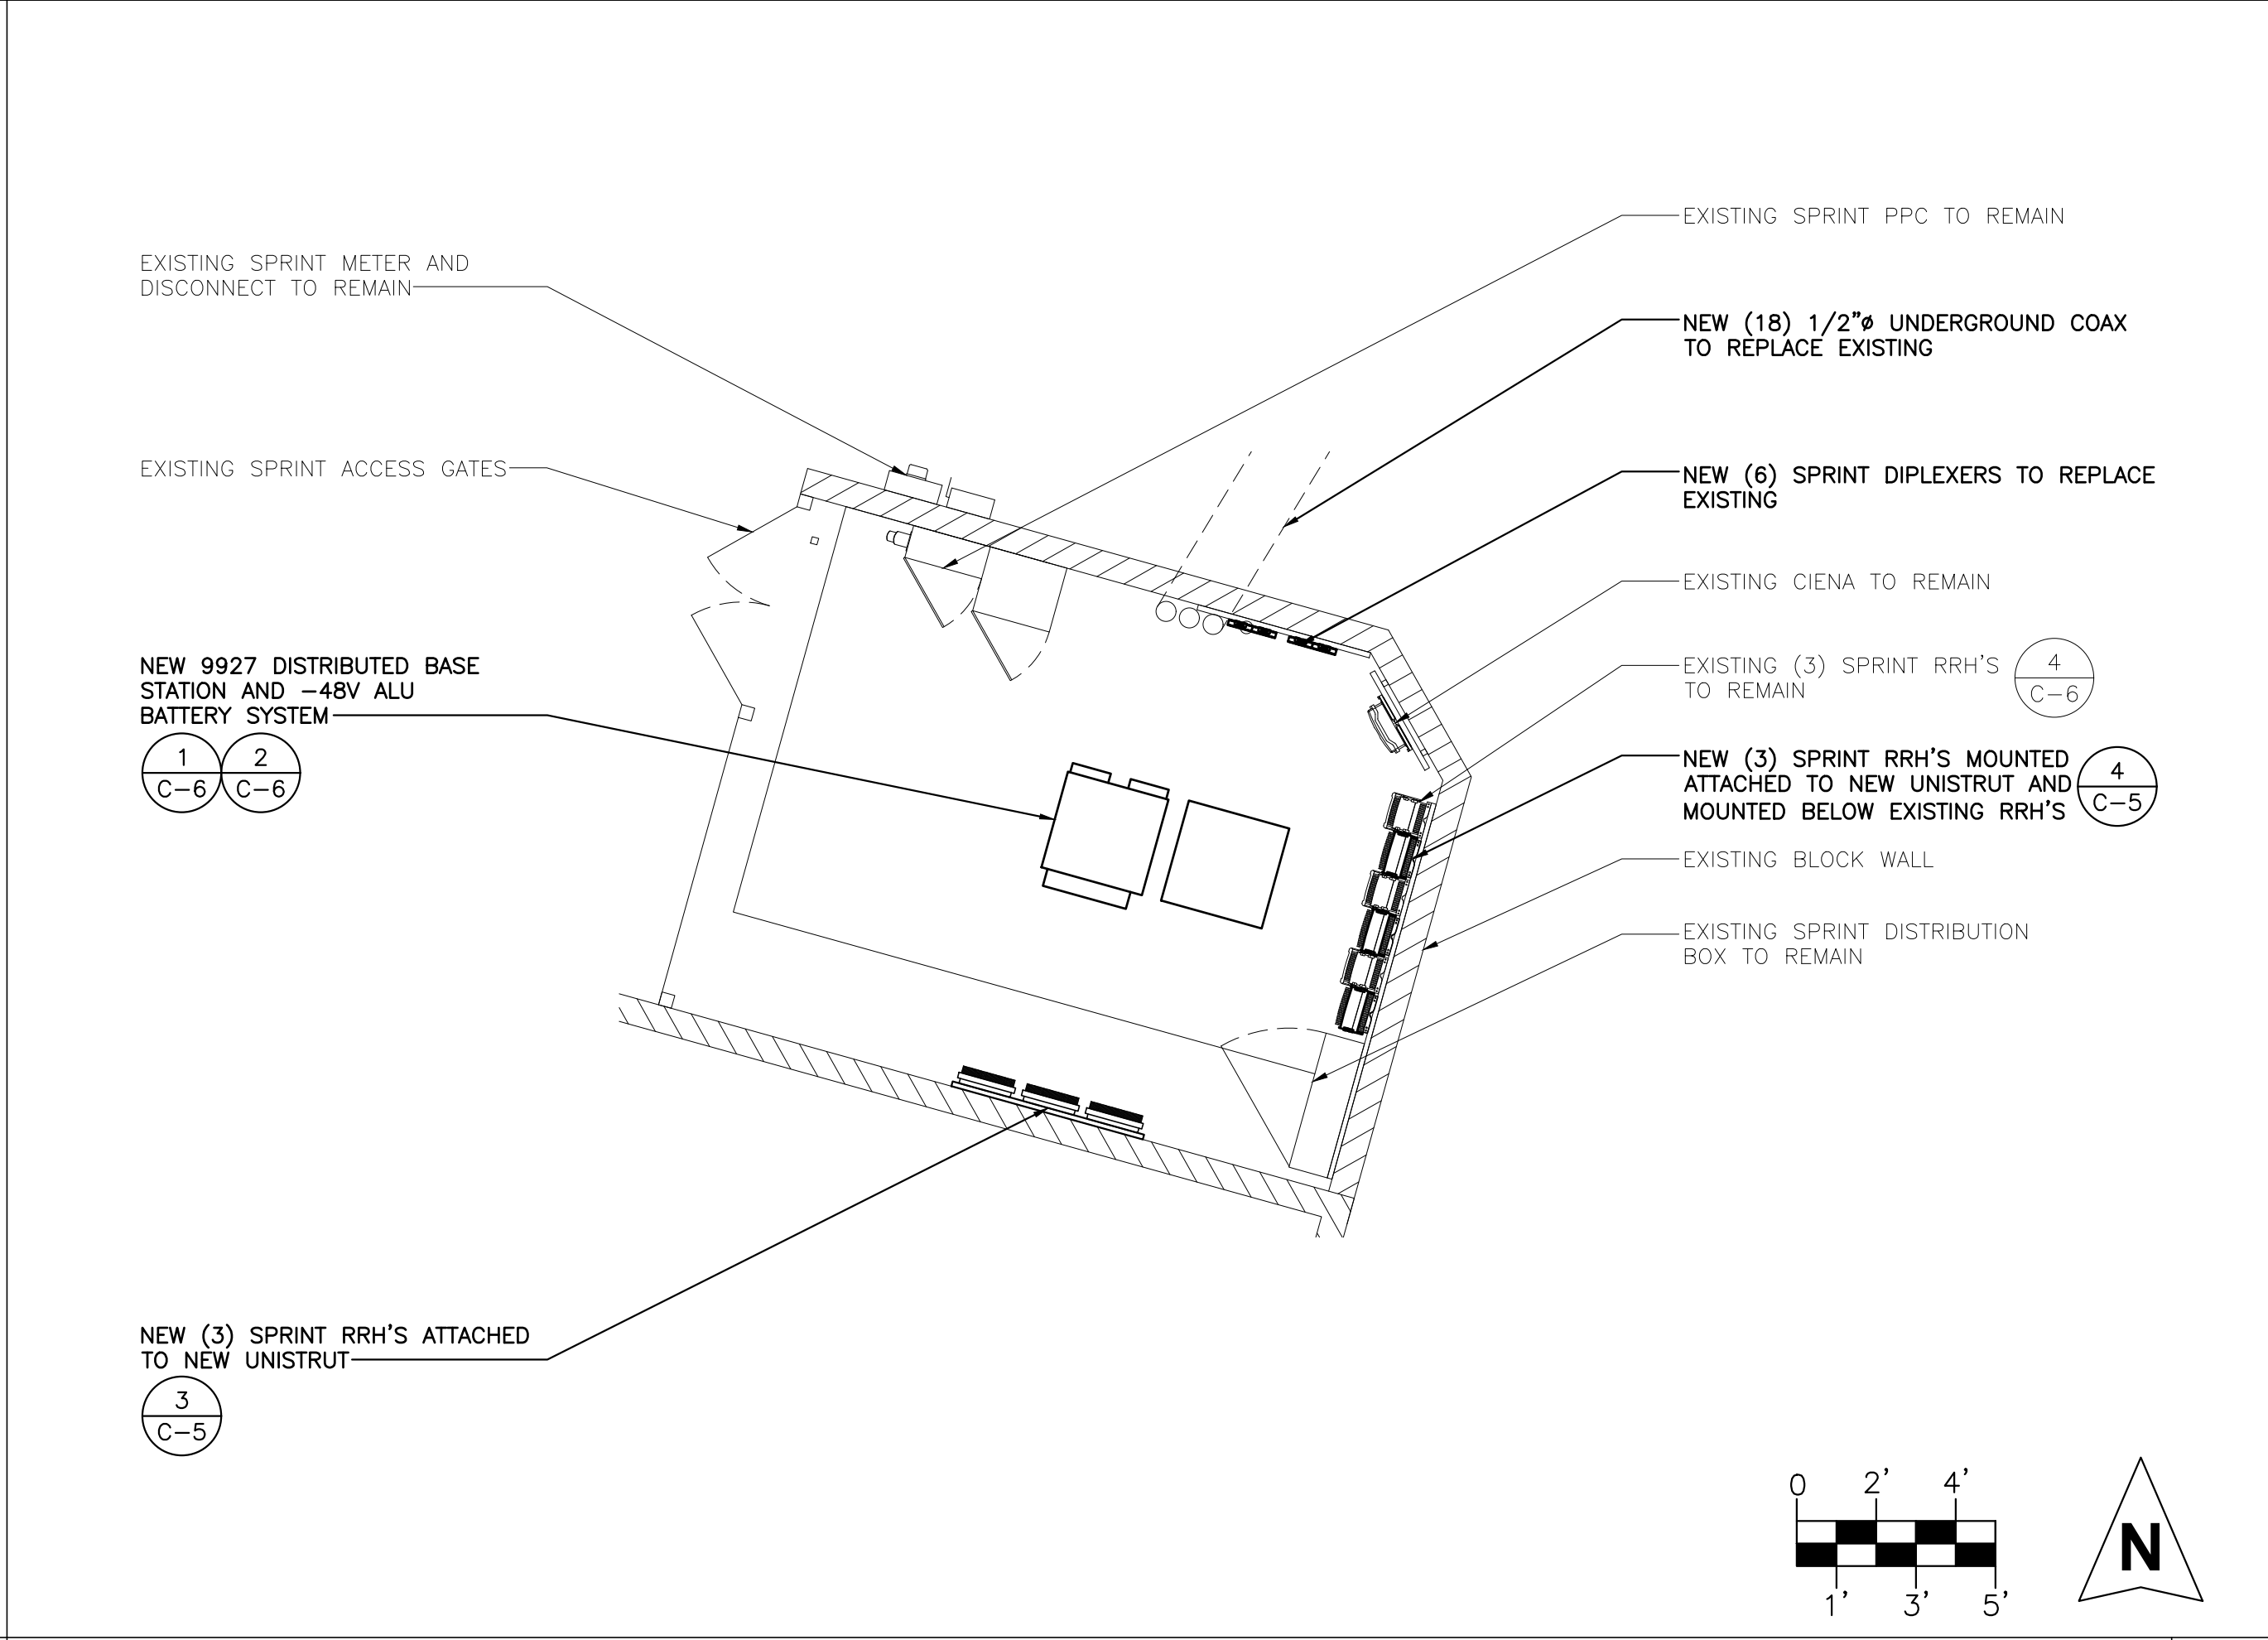 EXISTING SPRINT METER AND
DISCONNECT TO REMAIN
EXISTING SPRINT ACCESS GATES
NEW 9927 DISTRIBUTED BASE
STATION AND -48V ALU
BATTERY SYSTEM
1
C-6
2
C-6
NEW (3) SPRINT RRH'S ATTACHED
TO NEW UNISTRUT
3
C-5
EXISTING SPRINT PPC TO REMAIN
NEW (18) 1/2"ø UNDERGROUND COAX
TO REPLACE EXISTING
NEW (6) SPRINT DIPLEXERS TO REPLACE
EXISTING
EXISTING CIENA TO REMAIN
EXISTING (3) SPRINT RRH'S
TO REMAIN
4
C-6
NEW (3) SPRINT RRH'S MOUNTED
ATTACHED TO NEW UNISTRUT AND
MOUNTED BELOW EXISTING RRH'S
4
C-5
EXISTING BLOCK WALL
EXISTING SPRINT DISTRIBUTION
BOX TO REMAIN
0 2' 4'
1' 3' 5'
N